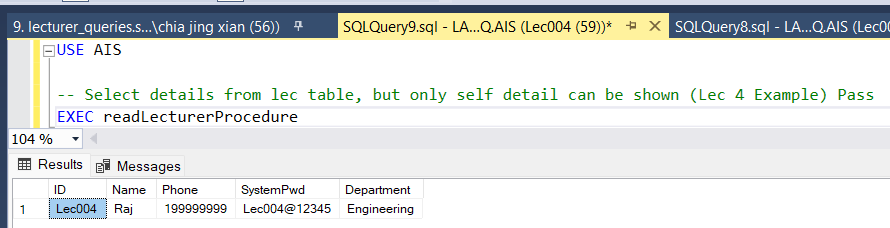 9. lecturer_queries.s...\chia jing xian (56))
SQLQuery9.sql - LA...Q.AIS (Lec004 (59))*
SQLQuery8.sql - LA...Q.AIS (Lec00
USE AIS
-- Select details from lec table, but only self detail can be shown (Lec 4 Example) Pass
EXEC readLecturerProcedure
104 %
Results Messages
ID Name Phone SystemPwd Department
1 Lec004 Raj 199999999 Lec004@12345 Engineering